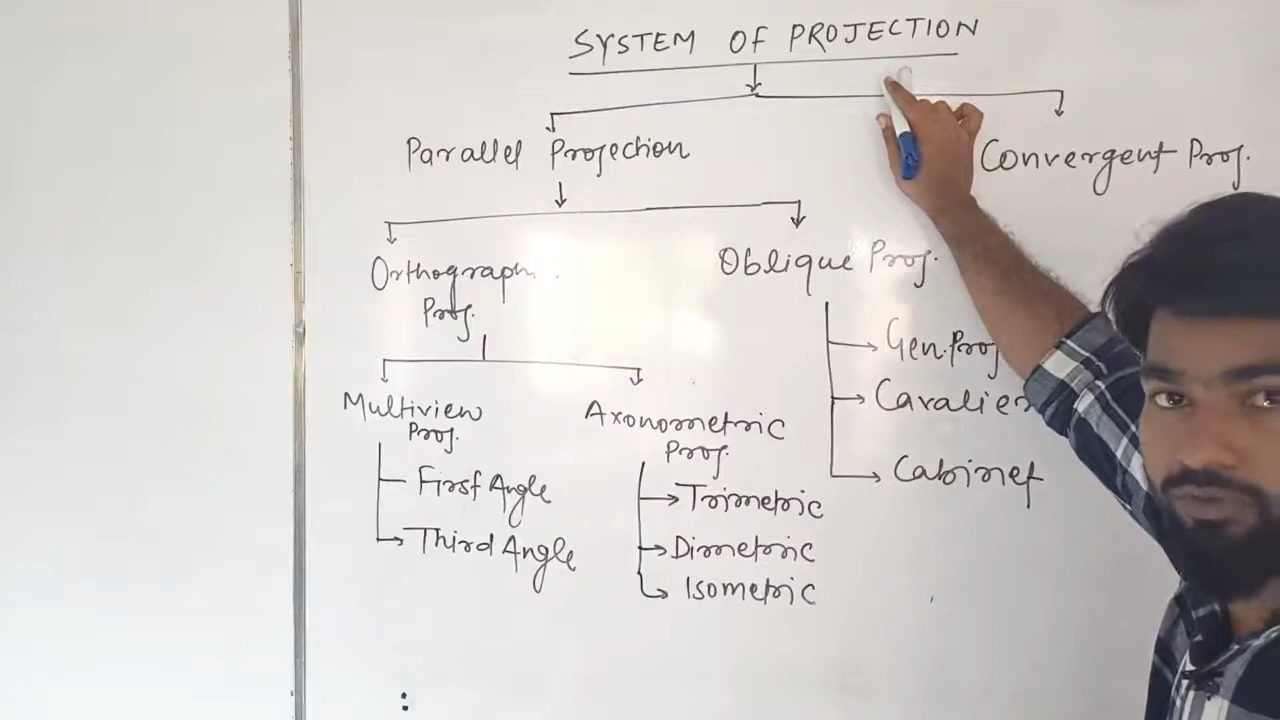 SYSTEM OF PROJECTION
Parallel Projection
Convergent Proj.
Orthograph
Proj.
Oblique Proj.
Gen. Proj
Cavalier
Cabinet
Multiview
Proj.
First Angle
Third Angle
Axonometric
Proj.
Trimetric
Dimetric
Isometric